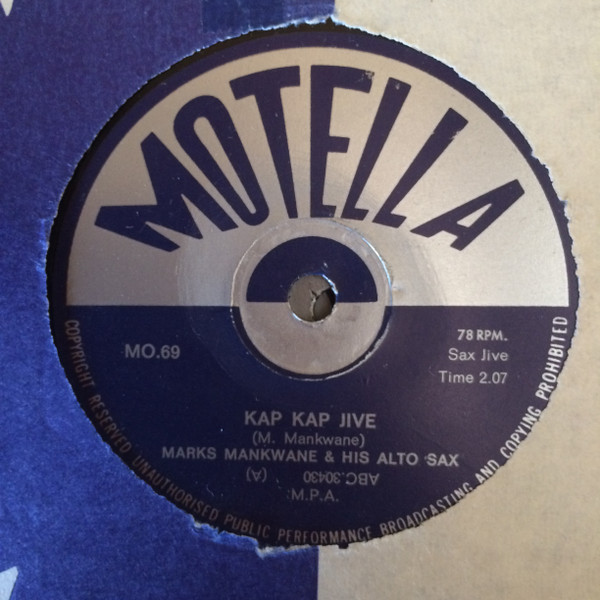 MOTELLA
MO.69
78 RPM.
Sax Jive
Time 2.07
KAP KAP JIVE
(M. Mankwane)
MARKS MANKWANE & HIS ALTO SAX
ABC.30430 (A)
M.P.A.
COPYRIGHT RESERVED UNAUTHORISED PUBLIC PERFORMANCE BROADCASTING AND COPYING PROHIBITED